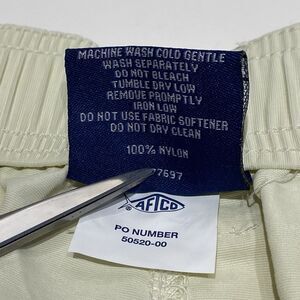 MACHINE WASH COLD GENTLE
WASH SEPARATELY
DO NOT BLEACH
TUMBLE DRY LOW
REMOVE PROMPTLY
IRON LOW
DO NOT USE FABRIC SOFTENER
DO NOT DRY CLEAN
100% NYLON
77697
AFTCO
PO NUMBER
50520-00